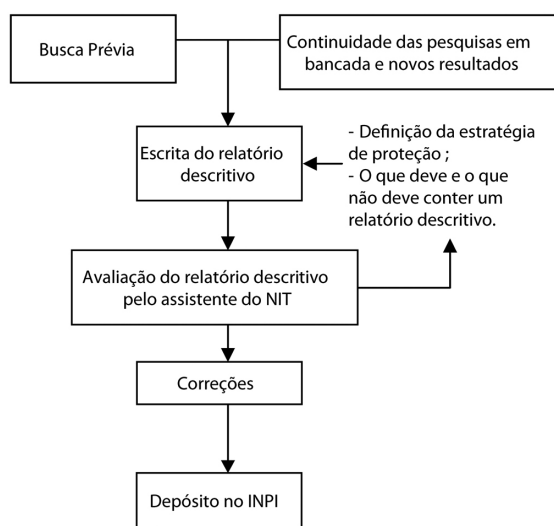 Busca Prévia
Continuidade das pesquisas em
bancada e novos resultados
Escrita do relatório
descritivo
- Definição da estratégia
de proteção ;
- O que deve e o que
não deve conter um
relatório descritivo.
Avaliação do relatório descritivo
pelo assistente do NIT
Correções
Depósito no INPI